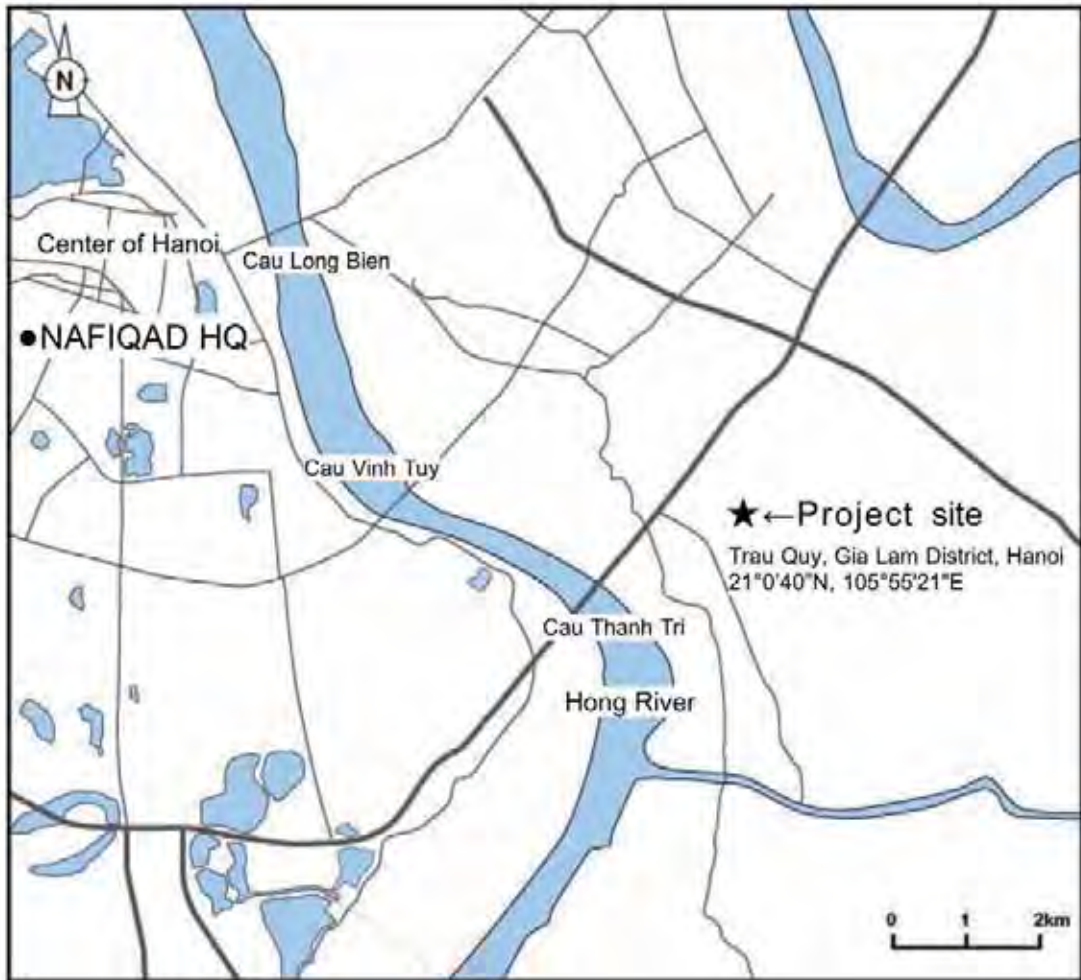 N
Center of Hanoi
Cau Long Bien
●NAFIQAD HQ
Cau Vinh Tuy
★←Project site
Trau Quy, Gia Lam District, Hanoi
21°0'40"N, 105°55'21"E
Cau Thanh Tri
Hong River
0 1 2km